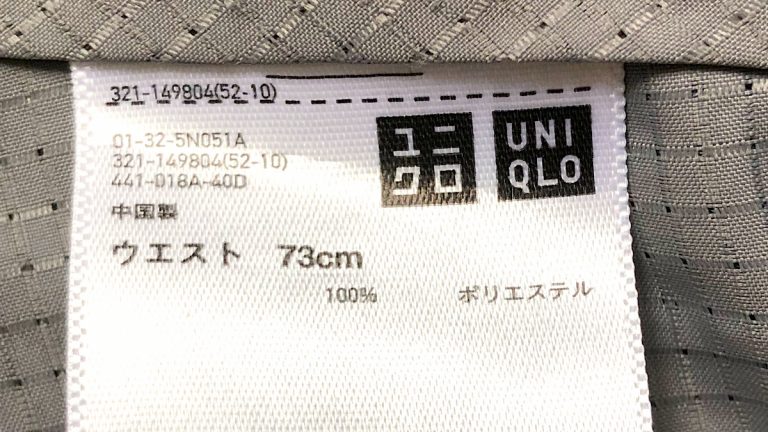 321-149804(52-10)
01-32-5N051A
321-149804(52-10)
441-018A-40D
中国製
ユニ
クロ
UNI
QLO
ウエスト 73cm
100% ポリエステル